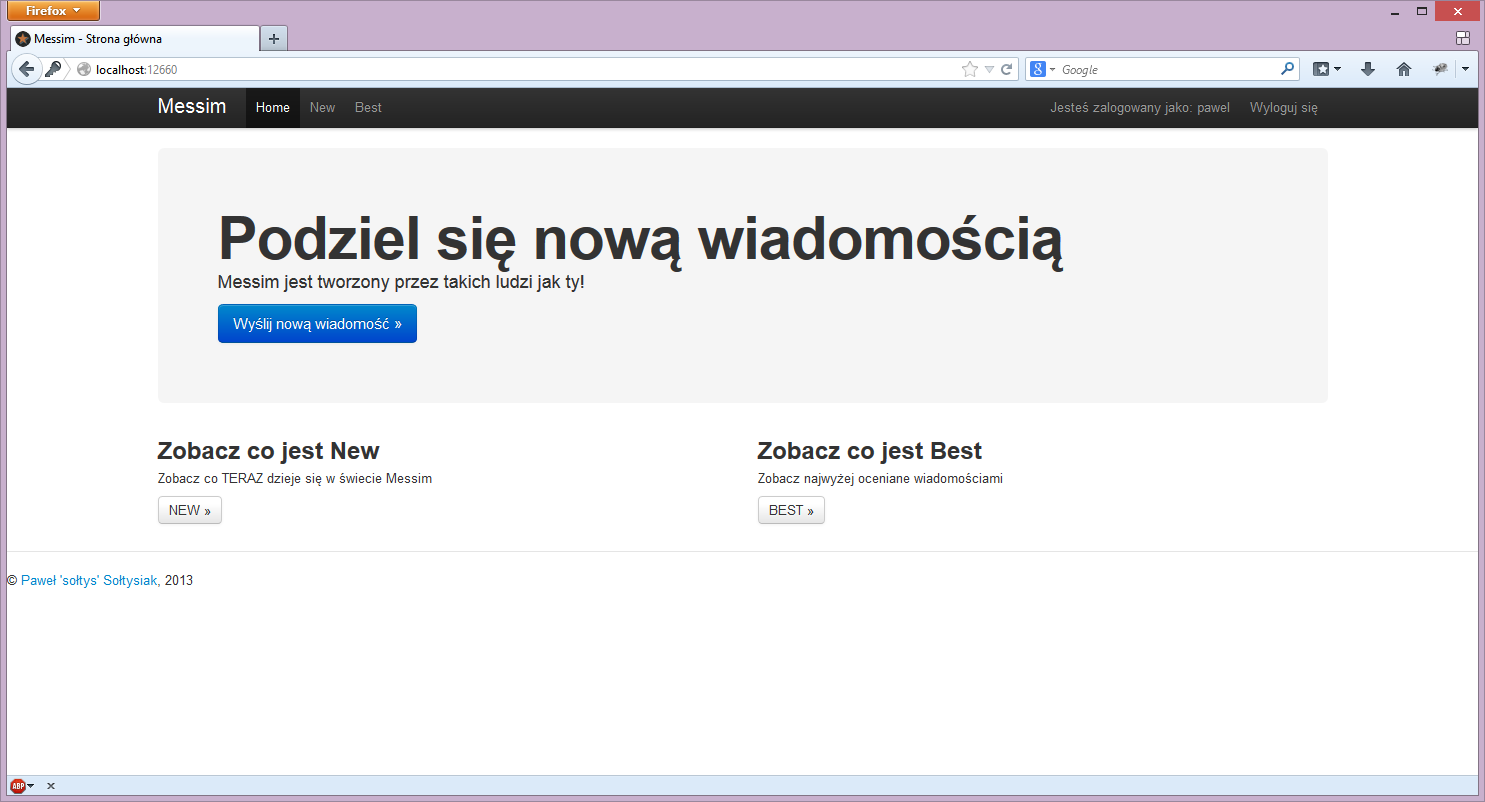 Firefox
Messim - Strona główna
localhost:12660
Google
Messim Home New Best Jesteś zalogowany jako: pawel Wyloguj się
Podziel się nową wiadomością
Messim jest tworzony przez takich ludzi jak ty!
Wyślij nową wiadomość »
Zobacz co jest New
Zobacz co TERAZ dzieje się w świecie Messim
NEW »
Zobacz co jest Best
Zobacz najwyżej oceniane wiadomościami
BEST »
© Paweł 'sołtys' Sołtysiak, 2013
ABP